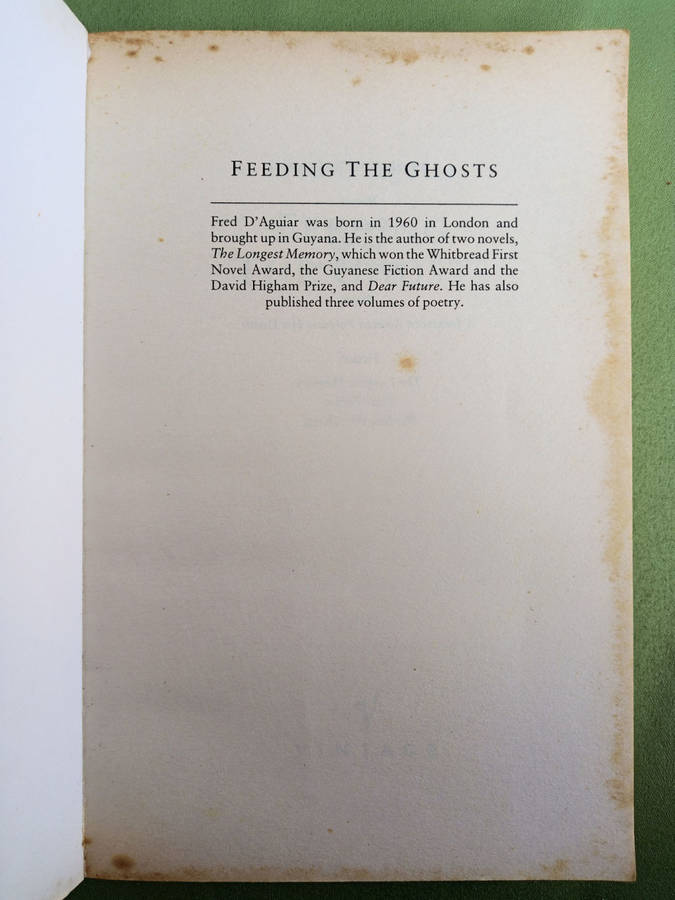 FEEDING THE GHOSTS
Fred D'Aguiar was born in 1960 in London and
brought up in Guyana. He is the author of two novels,
The Longest Memory, which won the Whitbread First
Novel Award, the Guyanese Fiction Award and the
David Higham Prize, and Dear Future. He has also
published three volumes of poetry.